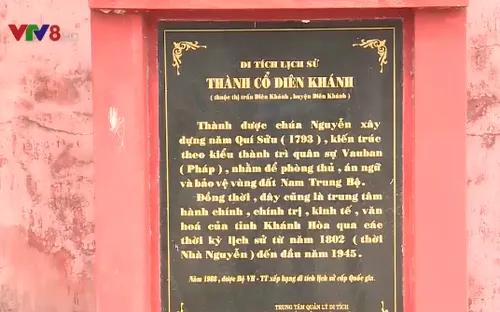 VTV8
DI TÍCH LỊCH SỬ
THÀNH CỔ DIÊN KHÁNH
( thuộc thị trấn Diên Khánh , huyện Diên Khánh )
Thành được chúa Nguyễn xây
dựng năm Quí Sửu ( 1793 ) , kiến trúc
theo kiểu thành trì quân sự Vauban
( Pháp ) , nhằm để phòng thủ , án ngữ
và bảo vệ vùng đất Nam Trung Bộ .
Đồng thời , đây cũng là trung tâm
hành chính , chính trị , kinh tế , văn
hoá của tỉnh Khánh Hòa qua các
thời kỳ lịch sử từ năm 1802 ( thời
Nhà Nguyễn ) đến đầu năm 1945 .
Năm 1988 , được Bộ VH - TT xếp hạng di tích lịch sử cấp Quốc gia.
TRUNG TÂM QUẢN LÝ DI TÍCH